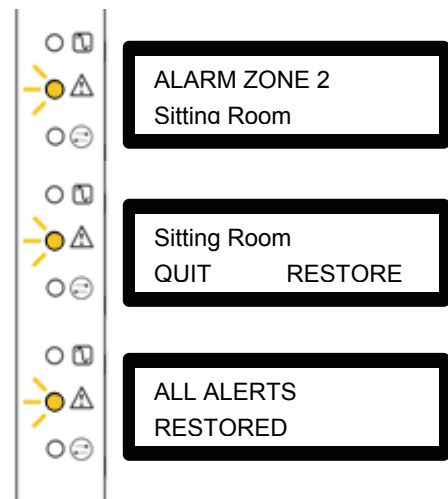 ALARM ZONE 2
Sitting Room
Sitting Room
QUIT RESTORE
ALL ALERTS
RESTORED